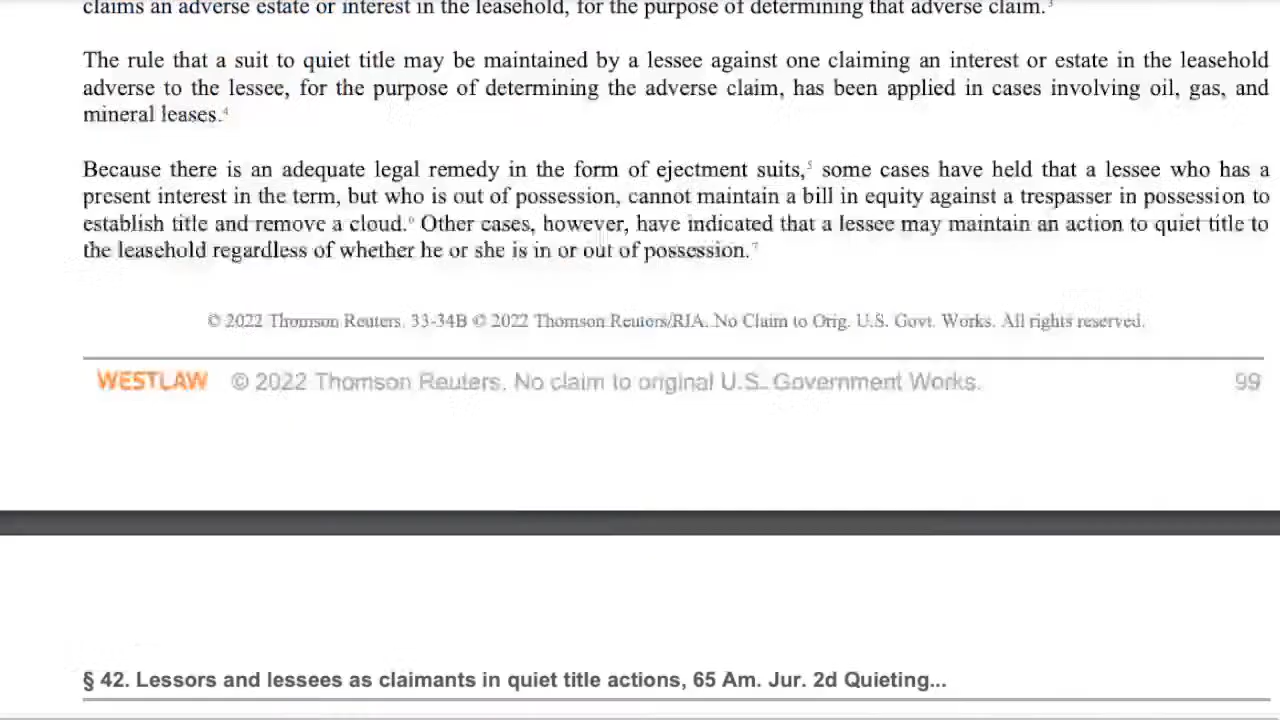 claims an adverse estate or interest in the leasehold, for the purpose of determining that adverse claim.³
The rule that a suit to quiet title may be maintained by a lessee against one claiming an interest or estate in the leasehold
adverse to the lessee, for the purpose of determining the adverse claim, has been applied in cases involving oil, gas, and
mineral leases.⁴
Because there is an adequate legal remedy in the form of ejectment suits,⁵ some cases have held that a lessee who has a
present interest in the term, but who is out of possession, cannot maintain a bill in equity against a trespasser in possession to
establish title and remove a cloud.⁶ Other cases, however, have indicated that a lessee may maintain an action to quiet title to
the leasehold regardless of whether he or she is in or out of possession.⁷
© 2022 Thomson Reuters. 33-34B © 2022 Thomson Reuters/RIA. No Claim to Orig. U.S. Govt. Works. All rights reserved.
WESTLAW © 2022 Thomson Reuters. No claim to original U.S. Government Works. 99
§ 42. Lessors and lessees as claimants in quiet title actions, 65 Am. Jur. 2d Quieting...